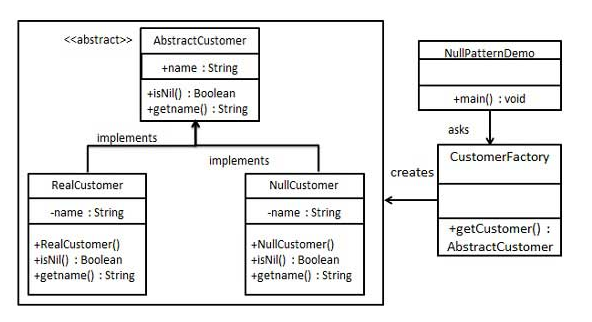 <<abstract>>
AbstractCustomer
+name : String
+isNil() : Boolean
+getname() : String
implements
implements
RealCustomer
-name : String
+RealCustomer()
+isNil() : Boolean
+getname() : String
NullCustomer
-name : String
+NullCustomer()
+isNil() : Boolean
+getname() : String
NullPatternDemo
+main() : void
asks
creates
CustomerFactory
+getCustomer() :
AbstractCustomer